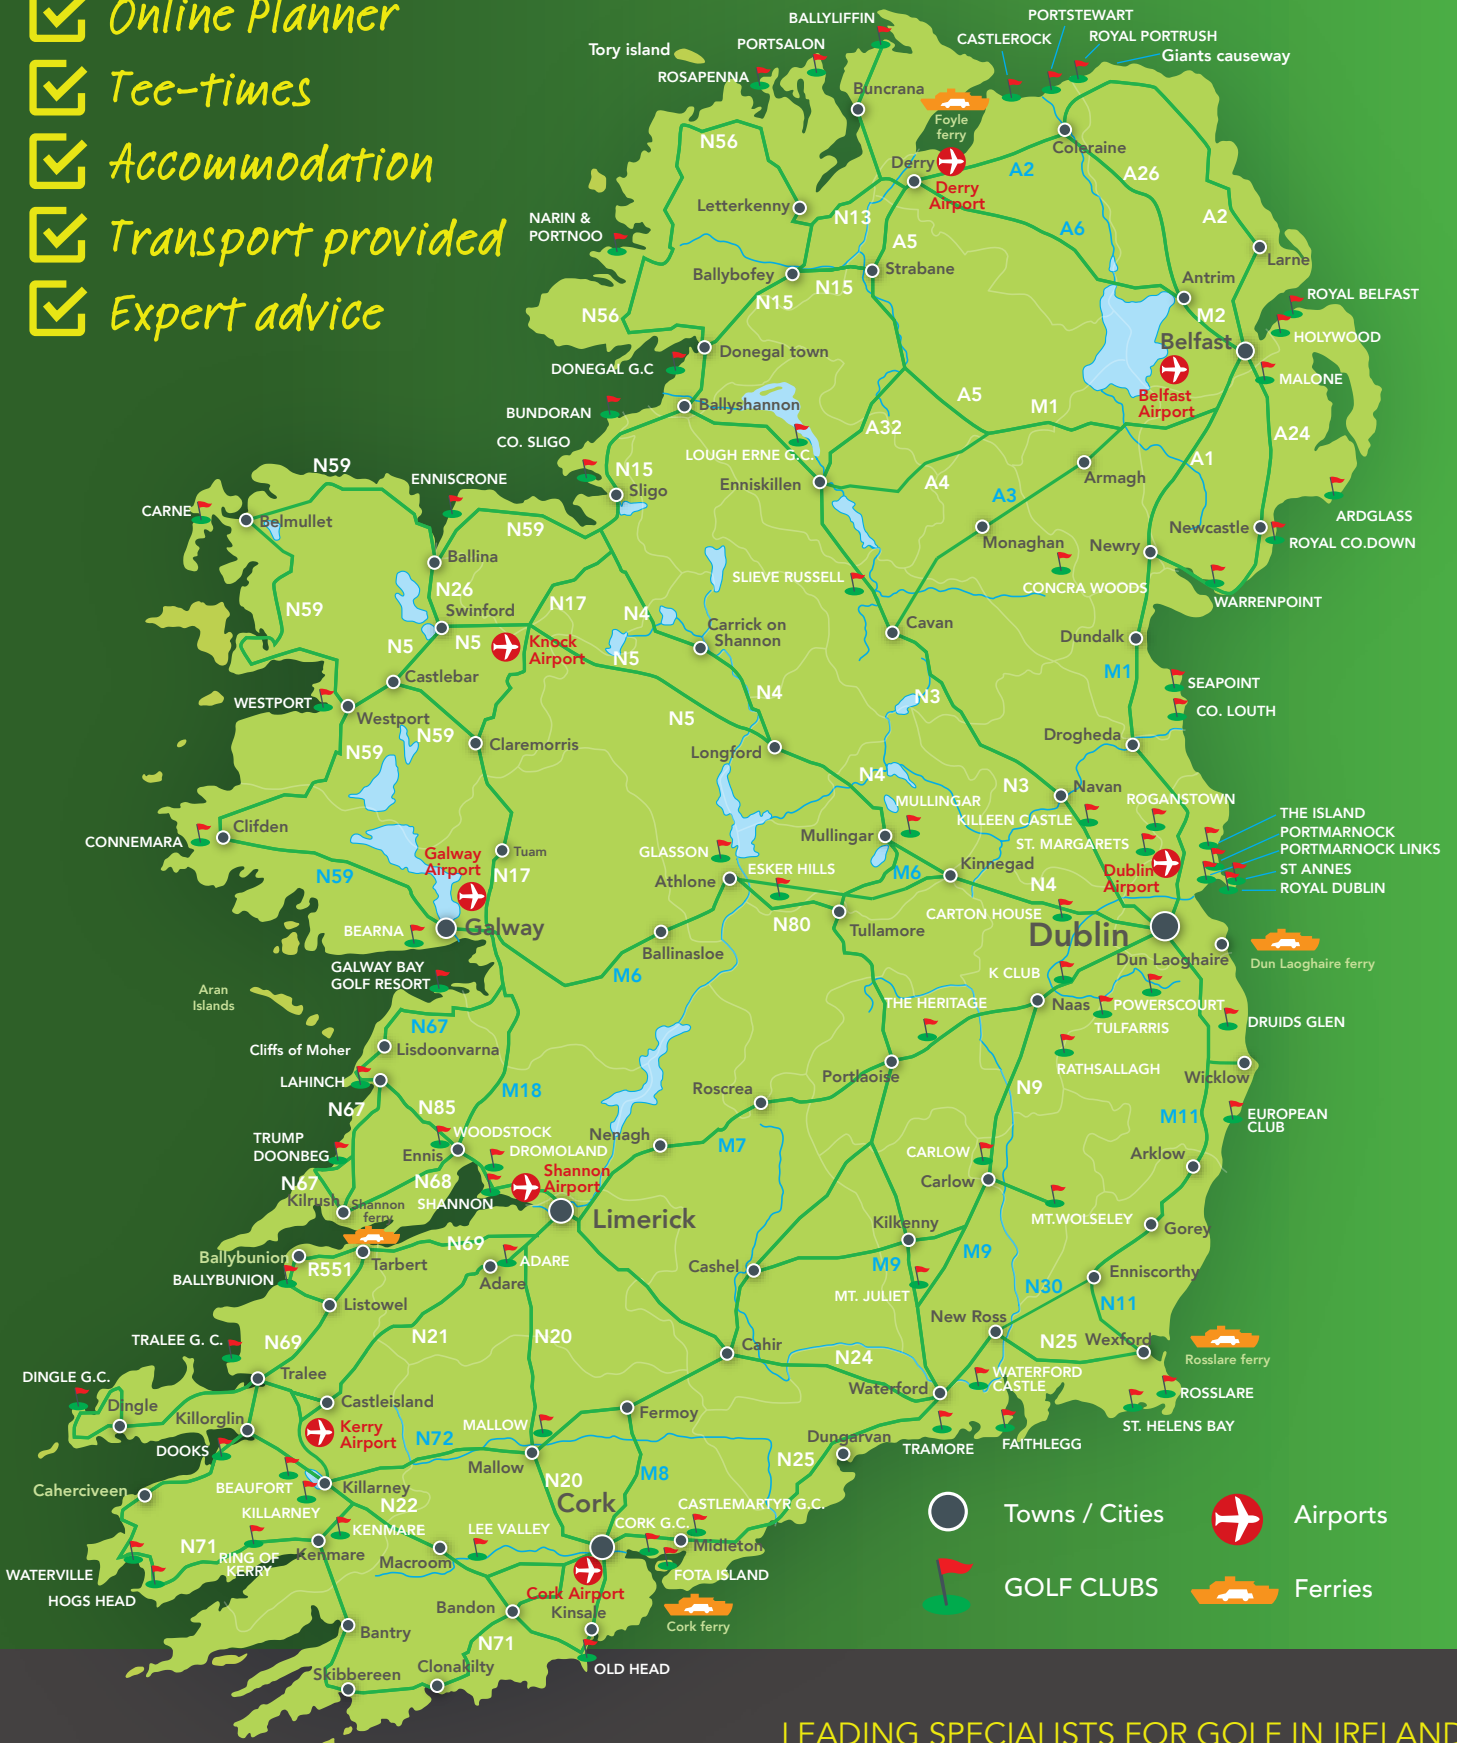 Online Planner
Tee-times
Accommodation
Transport provided
Expert advice
BALLYLIFFIN
PORTSTEWART
CASTLEROCK
ROYAL PORTRUSH
Giants causeway
Tory island
PORTSALON
ROSAPENNA
Buncrana
Foyle
ferry
Coleraine
N56
Derry
Derry
Airport
A2
A26
Letterkenny
N13
A5
A6
A2
NARIN &
PORTNOO
Larne
Ballybofey
Strabane
N15
N15
Antrim
M2
ROYAL BELFAST
N56
Belfast
HOLYWOOD
Donegal town
DONEGAL G.C
Belfast
Airport
MALONE
BUNDORAN
Ballyshannon
A5
M1
A32
A24
CO. SLIGO
LOUGH ERNE G.C.
A1
N59
ENNISCRONE
N15
Sligo
Enniskillen
A4
A3
Armagh
CARNE
Belmullet
N59
ARDGLASS
Newcastle
ROYAL CO.DOWN
Monaghan
Newry
Ballina
N26
SLIEVE RUSSELL
CONCRA WOODS
WARRENPOINT
N59
Swinford
N17
N4
Carrick on
Shannon
Cavan
Dundalk
N5
N5
Knock
Airport
N5
M1
Castlebar
SEAPOINT
WESTPORT
Westport
N4
N3
CO. LOUTH
N59
N59
Claremorris
N5
Longford
Drogheda
N4
N3
Navan
MULLINGAR
ROGANSTOWN
Clifden
CONNEMARA
KILLEEN CASTLE
THE ISLAND
PORTMARNOCK
PORTMARNOCK LINKS
ST ANNES
ROYAL DUBLIN
Mullingar
ST. MARGARETS
Galway
Airport
Tuam
GLASSON
ESKER HILLS
M6
Kinnegad
Dublin
Airport
N59
N17
Athlone
N4
CARTON HOUSE
BEARNA
Galway
N80
Tullamore
Dublin
Ballinasloe
Dun Laoghaire
Dun Laoghaire ferry
GALWAY BAY
GOLF RESORT
M6
K CLUB
Aran
Islands
THE HERITAGE
Naas
POWERSCOURT
TULFARRIS
DRUIDS GLEN
N67
Cliffs of Moher
Lisdoonvarna
LAHINCH
Portlaoise
RATHSALLAGH
Wicklow
N67
N85
M18
Roscrea
N9
M11
EUROPEAN
CLUB
TRUMP
DOONBEG
WOODSTOCK
Ennis
DROMOLAND
Nenagh
M7
CARLOW
Arklow
N67
N68
Shannon
Airport
SHANNON
Carlow
Kilrush
Shannon
ferry
Limerick
MT.WOLSELEY
Kilkenny
Gorey
Ballybunion
N69
ADARE
M9
Tarbert
R551
BALLYBUNION
Adare
Cashel
M9
Enniscorthy
MT. JULIET
N30
N11
Listowel
New Ross
TRALEE G. C.
N69
N21
N20
Cahir
N24
N25
Wexford
Rosslare ferry
DINGLE G.C.
Tralee
Waterford
WATERFORD
CASTLE
ROSSLARE
Dingle
Castleisland
Killorglin
Fermoy
ST. HELENS BAY
Kerry
Airport
MALLOW
DOOKS
N72
Dungarvan
TRAMORE
FAITHLEGG
Mallow
N25
Caherciveen
BEAUFORT
Killarney
N20
M8
KILLARNEY
N22
Cork
CASTLEMARTYR G.C.
Towns / Cities
Airports
KENMARE
LEE VALLEY
CORK G.C.
N71
RING OF
KERRY
Kenmare
Macroom
Midleton
WATERVILLE
FOTA ISLAND
GOLF CLUBS
Ferries
HOGS HEAD
Cork Airport
Bandon
Kinsale
Cork ferry
Bantry
N71
OLD HEAD
Skibbereen
Clonakilty
LEADING SPECIALISTS FOR GOLF IN IRELAND